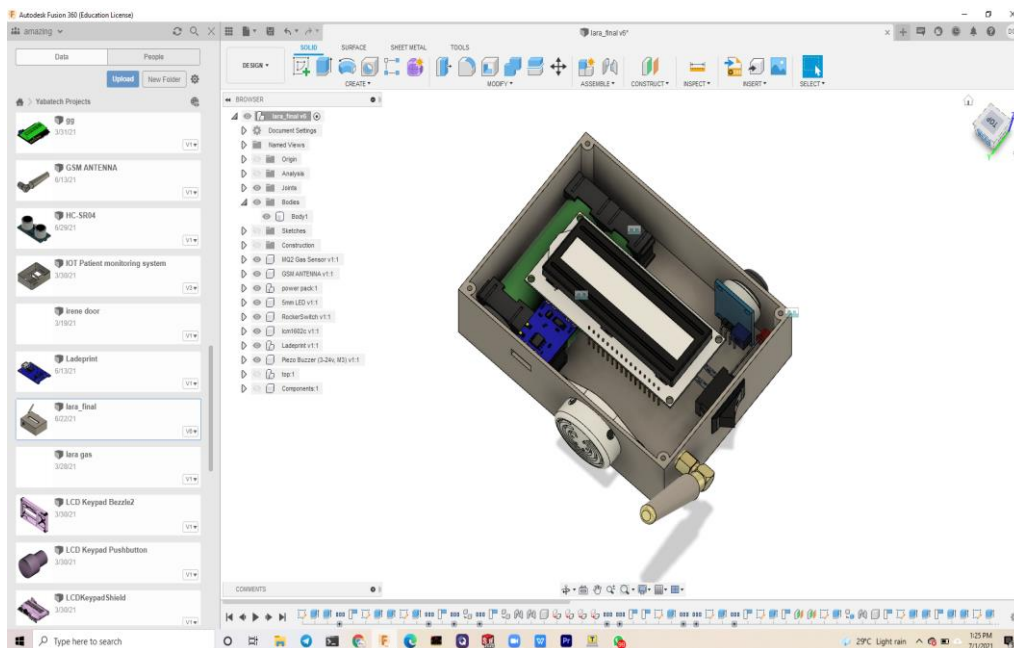 Autodesk Fusion 360 (Education License)
amazing
lara_final v6*
Data
People
Upload
New Folder
Yabatech Projects
gg
3/31/21
V1
GSM ANTENNA
6/13/21
V1
HC-SR04
6/29/21
V1
IOT Patient monitoring system
3/30/21
V2
irene door
3/19/21
V1
Ladeprint
6/13/21
V1
lara_final
6/22/21
V6
lara gas
3/28/21
V1
LCD Keypad Bezzle2
3/30/21
V1
LCD Keypad Pushbutton
3/30/21
V1
LCDKeypadShield
3/30/21
V1
DESIGN
SOLID
SURFACE
SHEET METAL
TOOLS
CREATE
MODIFY
ASSEMBLE
CONSTRUCT
INSPECT
INSERT
SELECT
BROWSER
lara_final v6
Document Settings
Named Views
Origin
Analysis
Joints
Bodies
Body1
Sketches
Construction
MQ2 Gas Sensor v1:1
GSM ANTENNA v1:1
power pack:1
5mm LED v1:1
RockerSwitch v1:1
lcm1602c v1:1
Ladeprint v1:1
Piezo Buzzer (3-24v, M3) v1:1
top:1
Components:1
TOP
COMMENTS
Type here to search
29°C Light rain
1:25 PM
7/1/2021